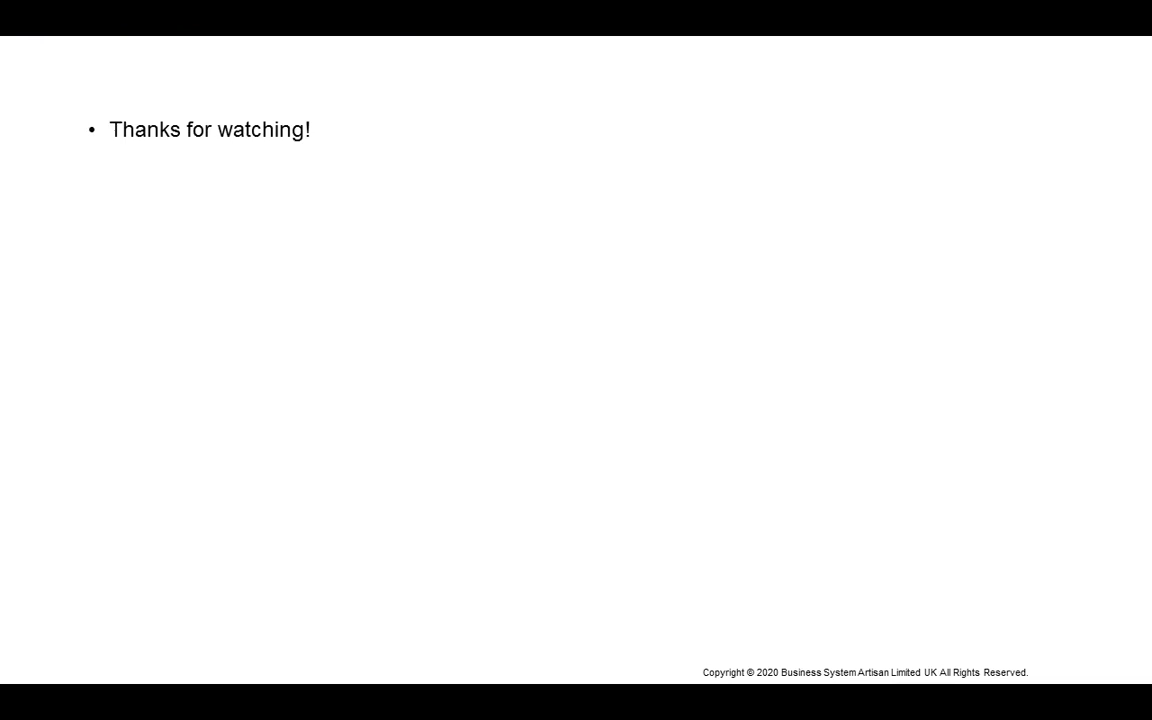 • Thanks for watching!
Copyright © 2020 Business System Artisan Limited UK All Rights Reserved.